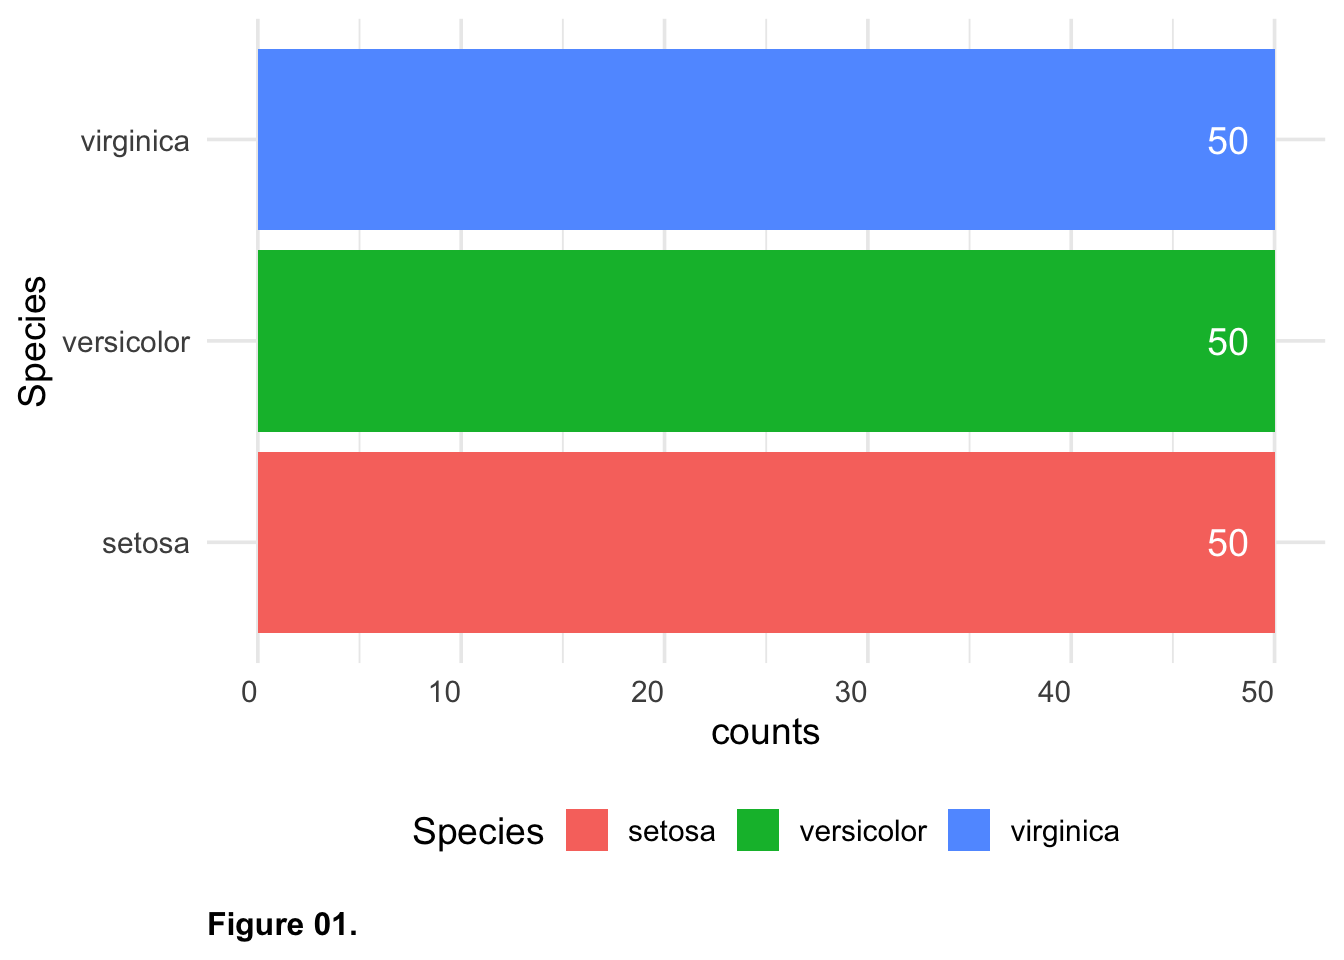 virginica
50
Species
versicolor
50
setosa
50
0 10 20 30 40 50
counts
Species setosa versicolor virginica
Figure 01.